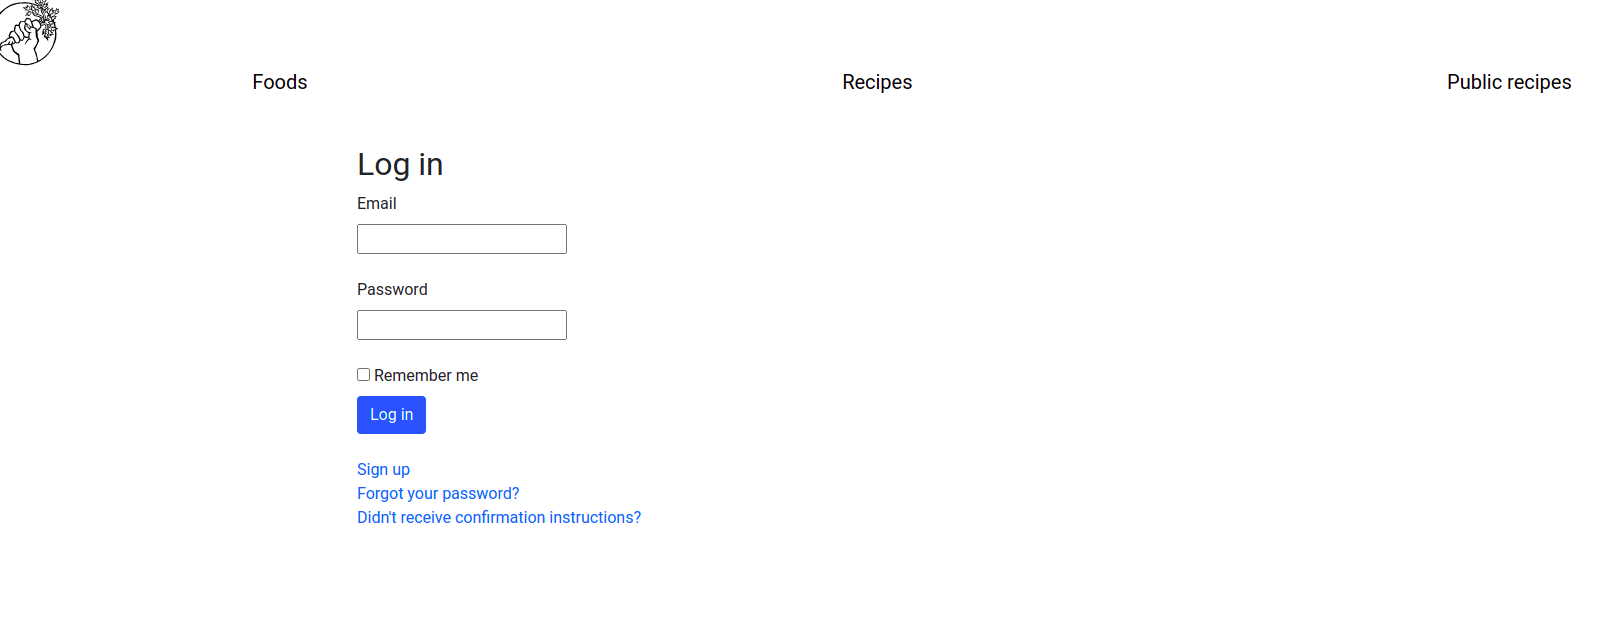 Foods Recipes Public recipes
Log in
Email
Password
Remember me
Log in
Sign up
Forgot your password?
Didn't receive confirmation instructions?